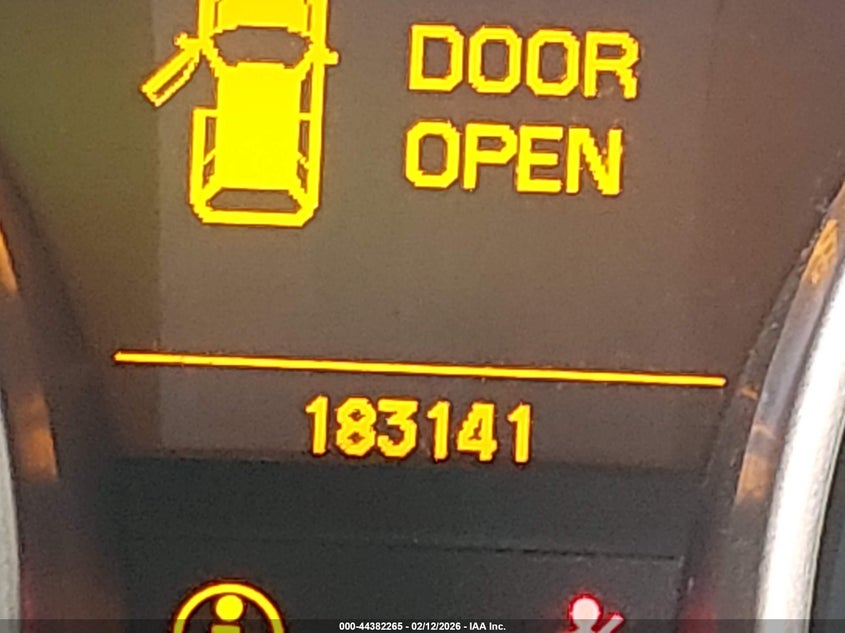 DOOR
OPEN
183141
000-44382265 - 02/12/2026 - IAA Inc.